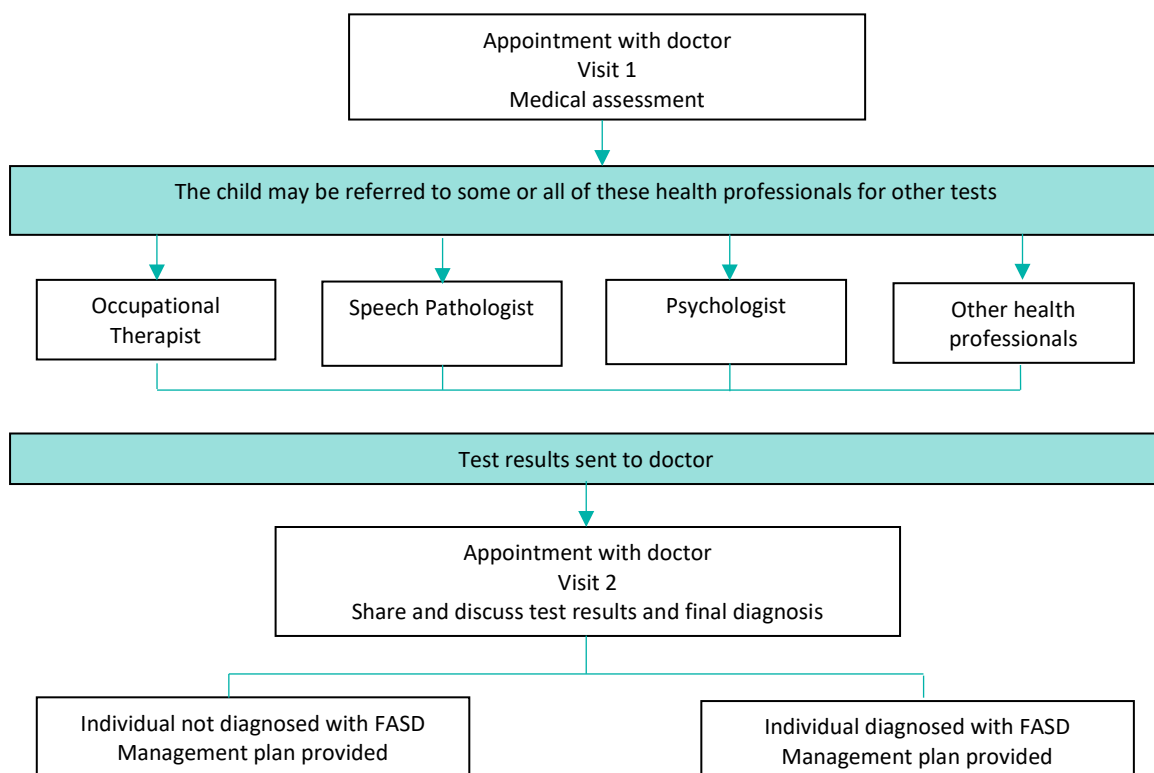 Appointment with doctor
Visit 1
Medical assessment
The child may be referred to some or all of these health professionals for other tests
Occupational
Therapist
Speech Pathologist
Psychologist
Other health
professionals
Test results sent to doctor
Appointment with doctor
Visit 2
Share and discuss test results and final diagnosis
Individual not diagnosed with FASD
Management plan provided
Individual diagnosed with FASD
Management plan provided